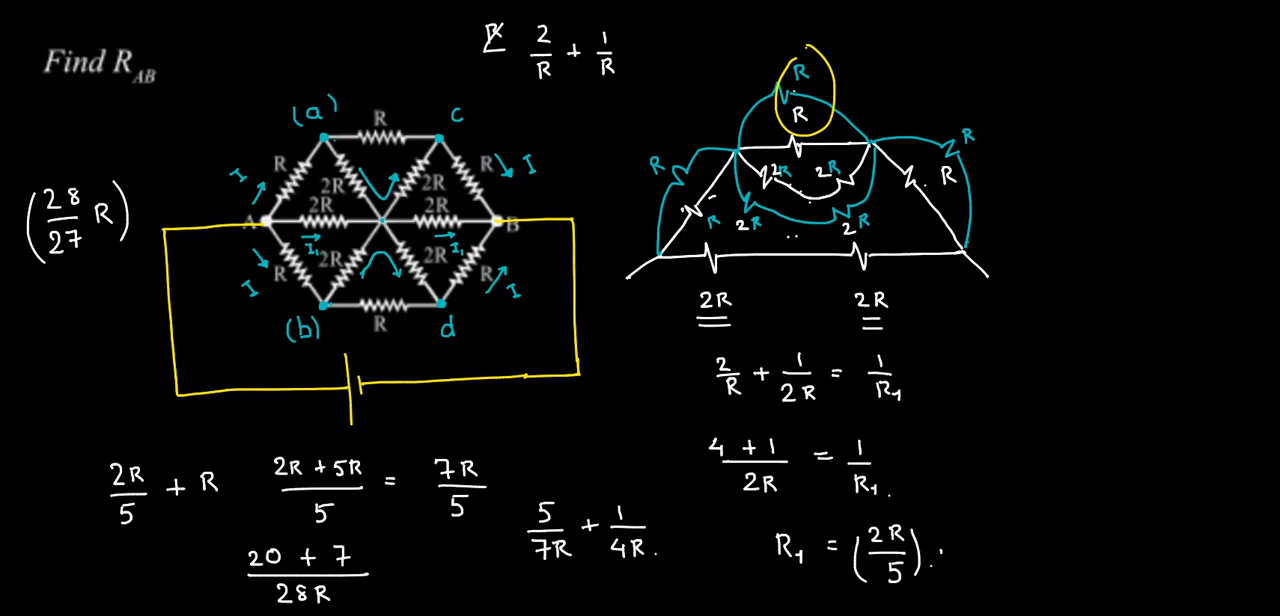 Find R_AB
2/R + 1/R
(28/27 R)
(a) R c
I R 2R 2R R I
A 2R 2R B
I₁ I₁
I R 2R 2R R I
(b) R d
R
R
R R
2R 2R
R 2R 2R R
2R 2R
2/R + 1/2R = 1/R₁
(4 + 1)/2R = 1/R₁.
R₁ = (2R/5).
2R/5 + R (2R + 5R)/5 = 7R/5
5/7R + 1/4R.
(20 + 7)/28R